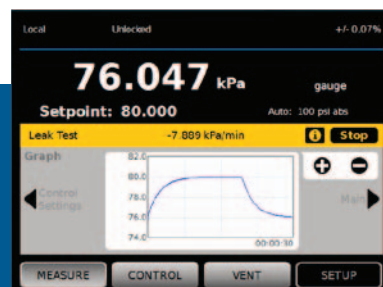 Local Unlocked +/- 0.07%
76.047 kPa gauge
Setpoint: 80.000 Auto: 100 psi abs
Leak Test -7.889 kPa/min i Stop
Graph
82.0
80.0
Control Settings
78.0
Main
76.0
74.0
00:00:30
MEASURE CONTROL VENT SETUP